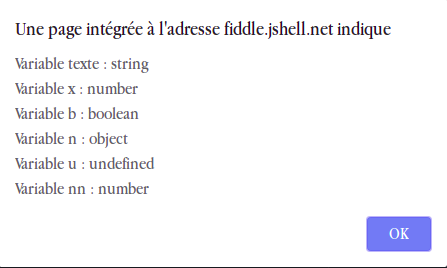 Une page intégrée à l'adresse fiddle.jshell.net indique
Variable texte : string
Variable x : number
Variable b : boolean
Variable n : object
Variable u : undefined
Variable nn : number
OK